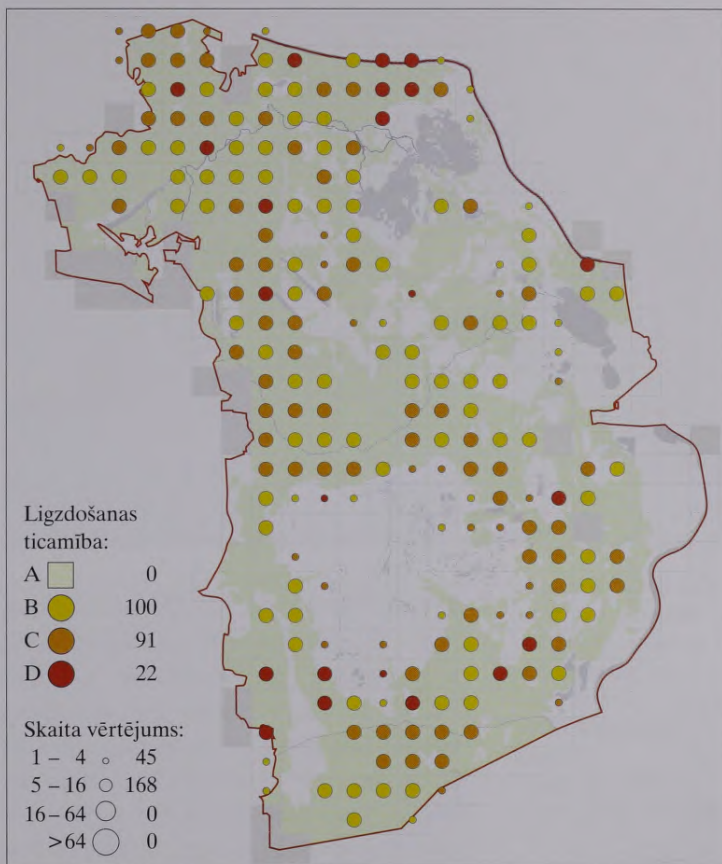 Ligzdošanas
ticamība:
A 0
B 100
C 91
D 22
Skaita vērtējums:
1 – 4 45
5 – 16 168
16 – 64 0
>64 0